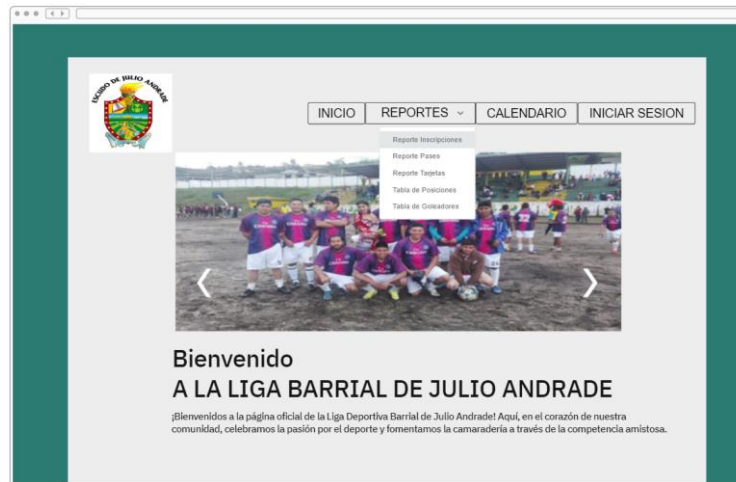 ESCUDO DE JULIO ANDRADE
INICIO
REPORTES
CALENDARIO
INICIAR SESION
Reporte Inscripciones
Reporte Pases
Reporte Tarjetas
Tabla de Posiciones
Tabla de Goleadores
Bienvenido
A LA LIGA BARRIAL DE JULIO ANDRADE
¡Bienvenidos a la página oficial de la Liga Deportiva Barrial de Julio Andrade! Aquí, en el corazón de nuestra
comunidad, celebramos la pasión por el deporte y fomentamos la camaradería a través de la competencia amistosa.